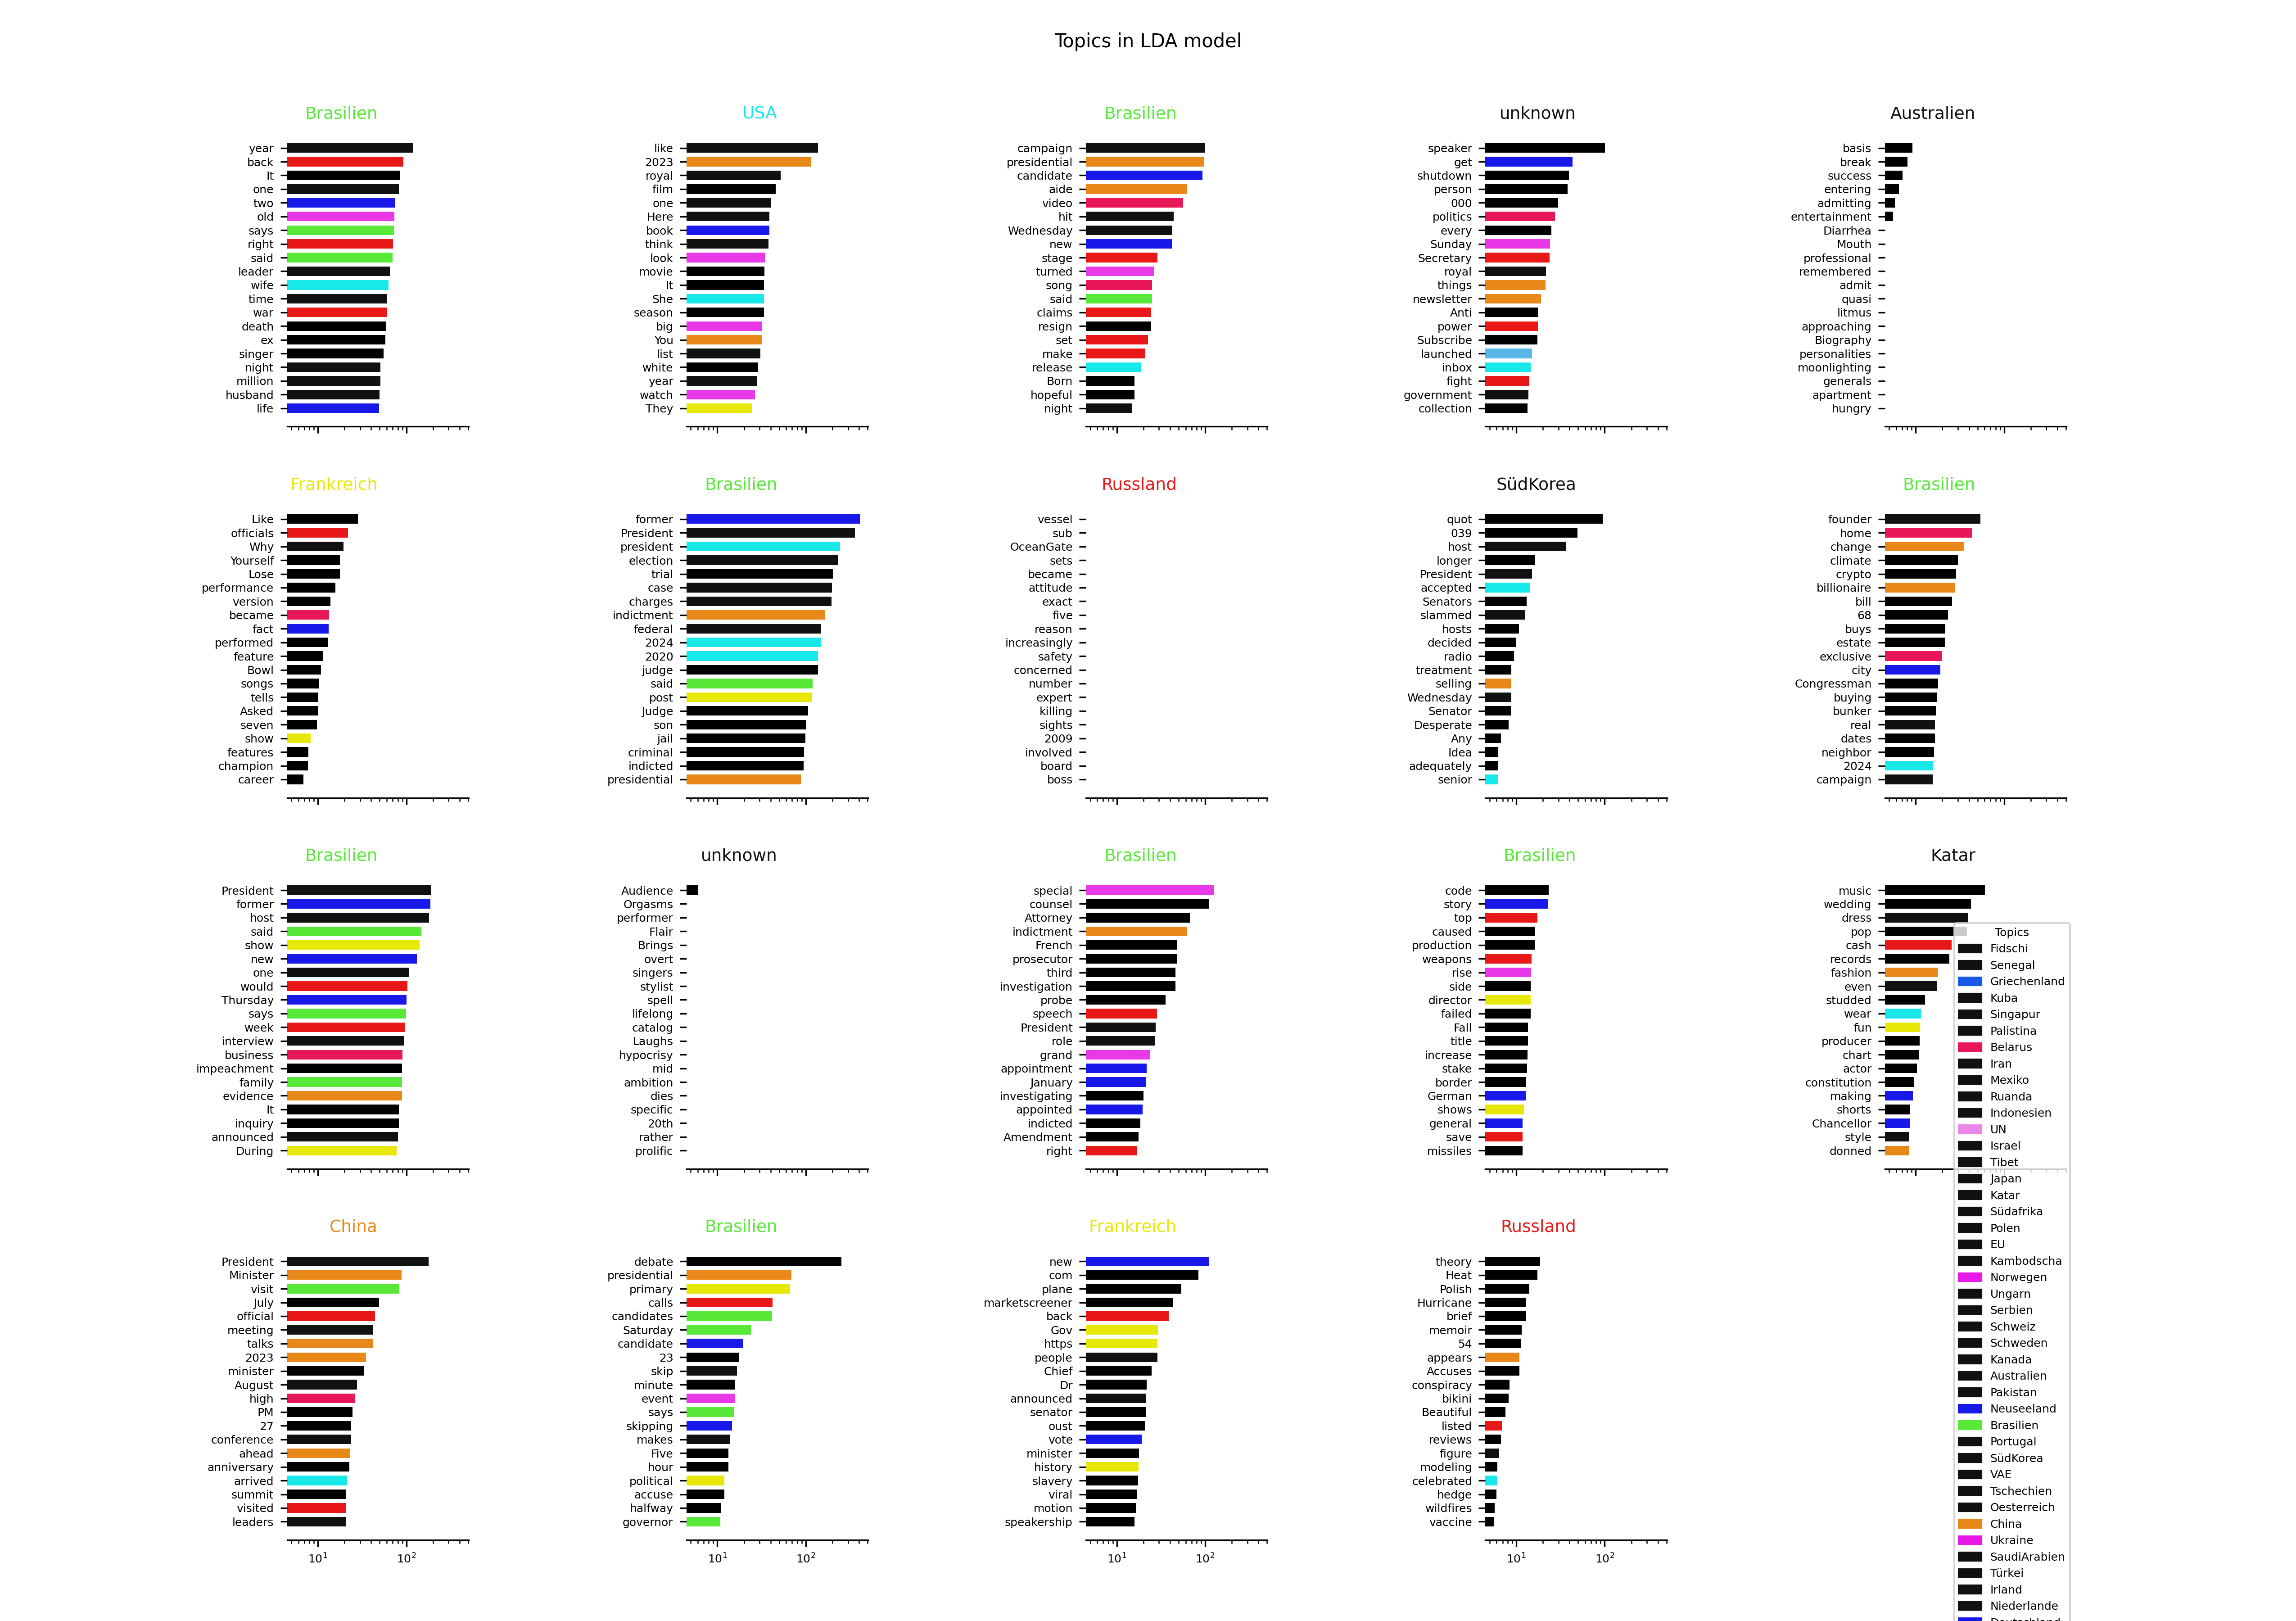 Topics in LDA model
Brasilien
year
back
It
one
two
old
says
right
said
leader
wife
time
war
death
ex
singer
night
million
husband
life
USA
like
2023
royal
film
one
Here
book
think
look
movie
It
She
season
big
You
list
white
year
watch
They
Brasilien
campaign
presidential
candidate
aide
video
hit
Wednesday
new
stage
turned
song
said
claims
resign
set
make
release
Born
hopeful
night
unknown
speaker
get
shutdown
person
000
politics
every
Sunday
Secretary
royal
things
newsletter
Anti
power
Subscribe
launched
inbox
fight
government
collection
Australien
basis
break
success
entering
admitting
entertainment
Diarrhea
Mouth
professional
remembered
admit
quasi
litmus
approaching
Biography
personalities
moonlighting
generals
apartment
hungry
Frankreich
Like
officials
Why
Yourself
Lose
performance
version
became
fact
performed
feature
Bowl
songs
tells
Asked
seven
show
features
champion
career
Brasilien
former
President
president
election
trial
case
charges
indictment
federal
2024
2020
judge
said
post
Judge
son
jail
criminal
indicted
presidential
Russland
vessel
sub
OceanGate
sets
became
attitude
exact
five
reason
increasingly
safety
concerned
number
expert
killing
sights
2009
involved
board
boss
SüdKorea
quot
039
host
longer
President
accepted
Senators
slammed
hosts
decided
radio
treatment
selling
Wednesday
Senator
Desperate
Any
Idea
adequately
senior
Brasilien
founder
home
change
climate
crypto
billionaire
bill
68
buys
estate
exclusive
city
Congressman
buying
bunker
real
dates
neighbor
2024
campaign
Brasilien
President
former
host
said
show
new
one
would
Thursday
says
week
interview
business
impeachment
family
evidence
It
inquiry
announced
During
unknown
Audience
Orgasms
performer
Flair
Brings
overt
singers
stylist
spell
lifelong
catalog
Laughs
hypocrisy
mid
ambition
dies
specific
20th
rather
prolific
Brasilien
special
counsel
Attorney
indictment
French
prosecutor
third
investigation
probe
speech
President
role
grand
appointment
January
investigating
appointed
indicted
Amendment
right
Brasilien
code
story
top
caused
production
weapons
rise
side
director
failed
Fall
title
increase
stake
border
German
shows
general
save
missiles
Katar
music
wedding
dress
pop
cash
records
fashion
even
studded
wear
fun
producer
chart
actor
constitution
making
shorts
Chancellor
style
donned
China
President
Minister
visit
July
official
meeting
talks
2023
minister
August
high
PM
27
conference
ahead
anniversary
arrived
summit
visited
leaders
10^1 10^2
Brasilien
debate
presidential
primary
calls
candidates
Saturday
candidate
23
skip
minute
event
says
skipping
makes
Five
hour
political
accuse
halfway
governor
10^1 10^2
Frankreich
new
com
plane
marketscreener
back
Gov
https
people
Chief
Dr
announced
senator
oust
vote
minister
history
slavery
viral
motion
speakership
10^1 10^2
Russland
theory
Heat
Polish
Hurricane
brief
memoir
54
appears
Accuses
conspiracy
bikini
Beautiful
listed
reviews
figure
modeling
celebrated
hedge
wildfires
vaccine
10^1 10^2
Topics
Fidschi
Senegal
Griechenland
Kuba
Singapur
Palistina
Belarus
Iran
Mexiko
Ruanda
Indonesien
UN
Israel
Tibet
Japan
Katar
Südafrika
Polen
EU
Kambodscha
Norwegen
Ungarn
Serbien
Schweiz
Schweden
Kanada
Australien
Pakistan
Neuseeland
Brasilien
Portugal
SüdKorea
VAE
Tschechien
Oesterreich
China
Ukraine
SaudiArabien
Türkei
Irland
Niederlande